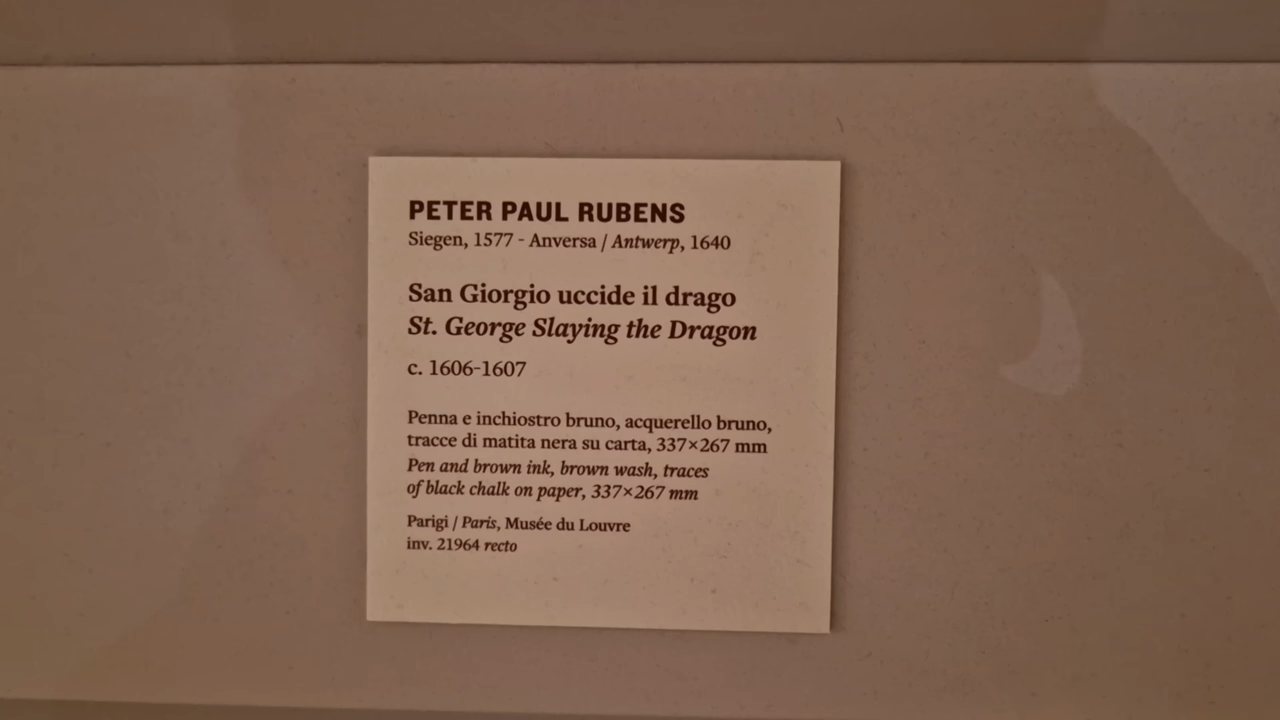 PETER PAUL RUBENS
Siegen, 1577 - Anversa / Antwerp, 1640
San Giorgio uccide il drago
St. George Slaying the Dragon
c. 1606-1607
Penna e inchiostro bruno, acquerello bruno,
tracce di matita nera su carta, 337×267 mm
Pen and brown ink, brown wash, traces
of black chalk on paper, 337×267 mm
Parigi / Paris, Musée du Louvre
inv. 21964 recto